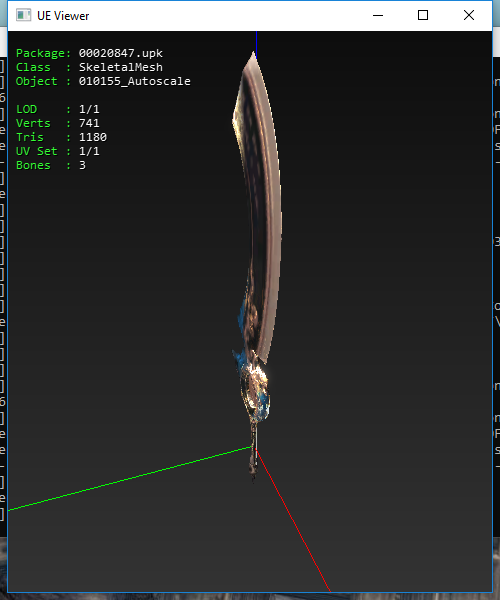 UE Viewer
Package: 00020847.upk
Class  : SkeletalMesh
Object : 010155_Autoscale
LOD    : 1/1
Verts  : 741
Tris   : 1180
UV Set : 1/1
Bones  : 3